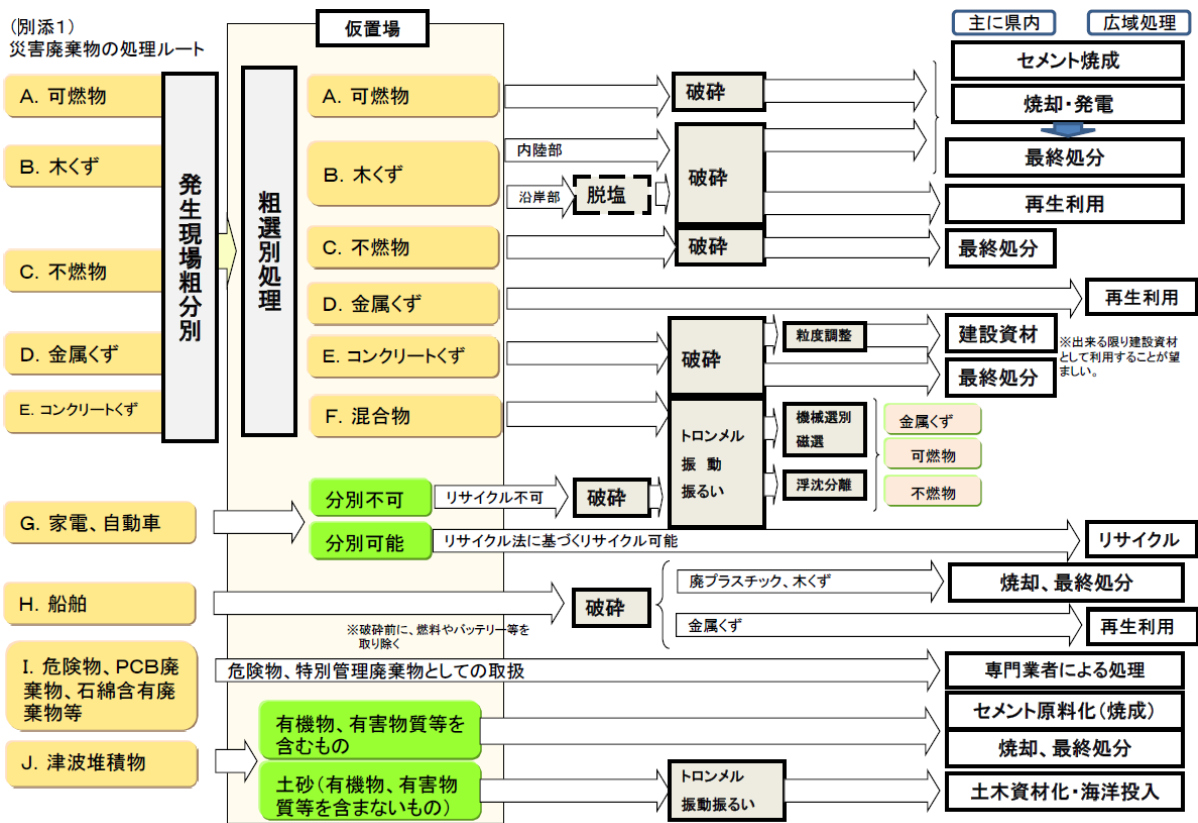 (別添1)
災害廃棄物の処理ルート
仮置場
主に県内
広域処理
A. 可燃物
B. 木くず
C. 不燃物
D. 金属くず
E. コンクリートくず
発生現場粗分別
粗選別処理
A. 可燃物
B. 木くず
C. 不燃物
D. 金属くず
E. コンクリートくず
F. 混合物
内陸部
沿岸部
脱塩
破砕
破砕
破砕
セメント焼成
焼却・発電
最終処分
再生利用
最終処分
再生利用
破砕
粒度調整
建設資材
※出来る限り建設資材
として利用することが望
ましい。
最終処分
トロンメル
振 動
振るい
機械選別
磁選
浮沈分離
金属くず
可燃物
不燃物
G. 家電、自動車
分別不可
リサイクル不可
破砕
分別可能
リサイクル法に基づくリサイクル可能
リサイクル
H. 船舶
※破砕前に、燃料やバッテリー等を
取り除く
破砕
廃プラスチック、木くず
焼却、最終処分
金属くず
再生利用
I. 危険物、PCB廃
棄物、石綿含有廃
棄物等
危険物、特別管理廃棄物としての取扱
専門業者による処理
J. 津波堆積物
有機物、有害物質等を
含むもの
セメント原料化(焼成)
焼却、最終処分
土砂(有機物、有害物
質等を含まないもの)
トロンメル
振動振るい
土木資材化・海洋投入